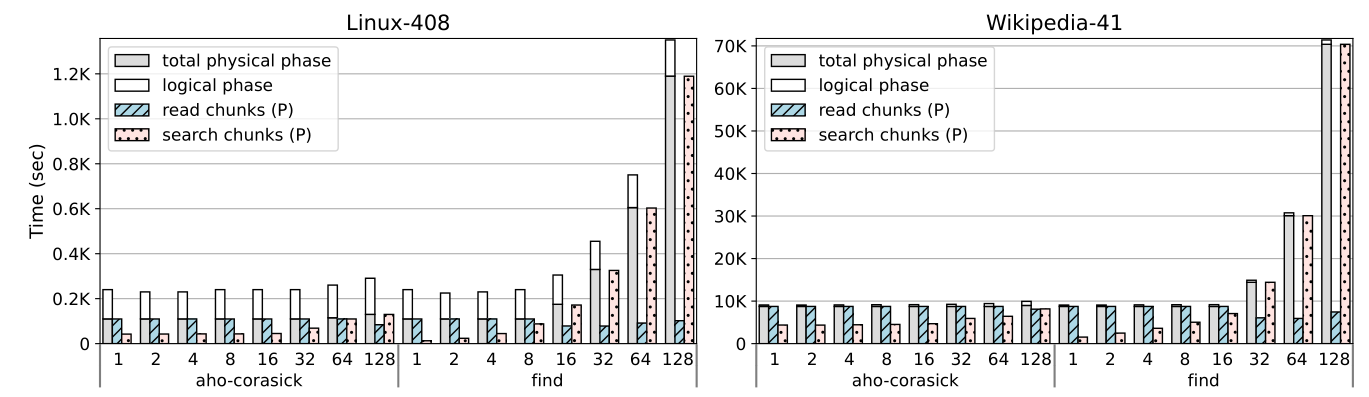 Linux-408
Time (sec)
1.2K
1.0K
0.8K
0.6K
0.4K
0.2K
0
total physical phase
logical phase
read chunks (P)
search chunks (P)
1 2 4 8 16 32 64 128 1 2 4 8 16 32 64 128
aho-corasick find
Wikipedia-41
70K
60K
50K
40K
30K
20K
10K
0
total physical phase
logical phase
read chunks (P)
search chunks (P)
1 2 4 8 16 32 64 128 1 2 4 8 16 32 64 128
aho-corasick find